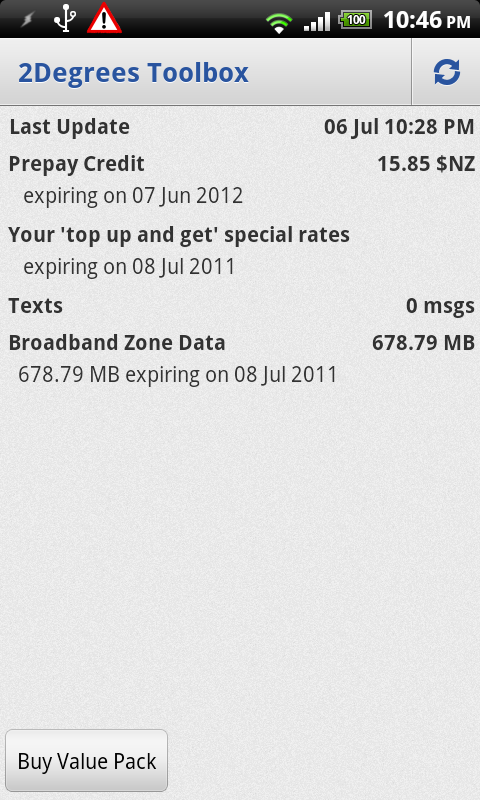 100 10:46 PM
2Degrees Toolbox
Last Update 06 Jul 10:28 PM
Prepay Credit 15.85 $NZ
expiring on 07 Jun 2012
Your 'top up and get' special rates
expiring on 08 Jul 2011
Texts 0 msgs
Broadband Zone Data 678.79 MB
678.79 MB expiring on 08 Jul 2011
Buy Value Pack